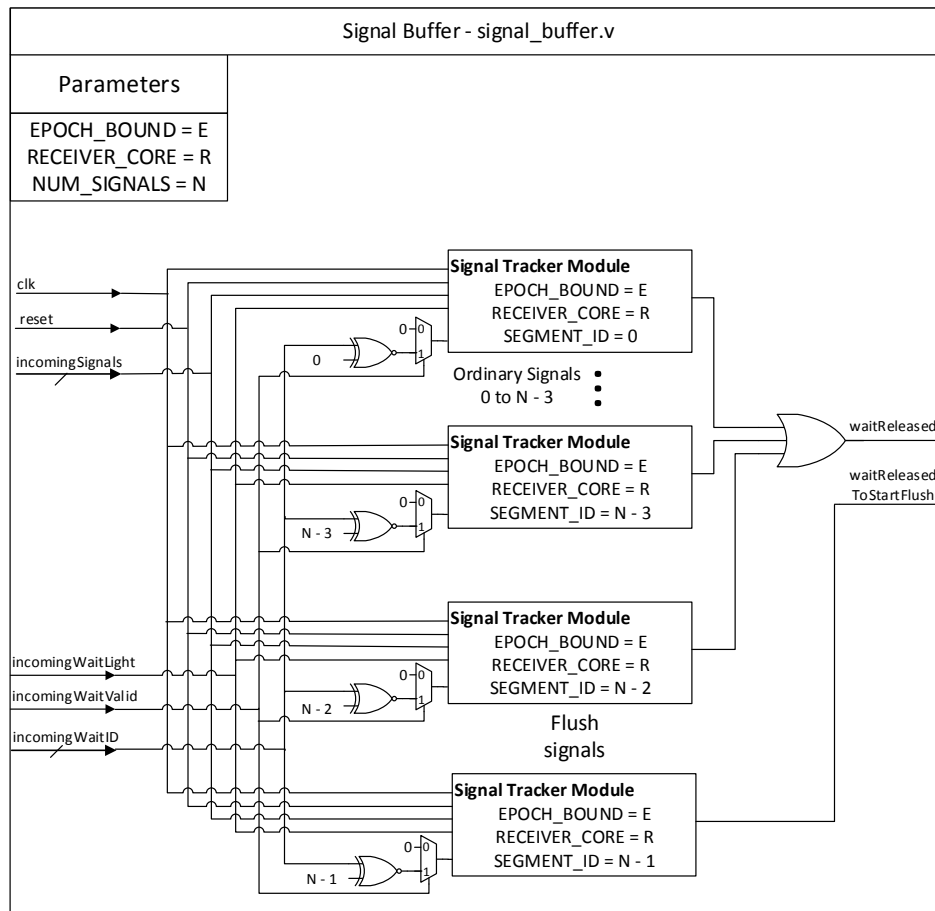 Signal Buffer - signal_buffer.v
Parameters
EPOCH_BOUND = E
RECEIVER_CORE = R
NUM_SIGNALS = N
clk
reset
incomingSignals
Signal Tracker Module
EPOCH_BOUND = E
RECEIVER_CORE = R
SEGMENT_ID = 0
0
0
1
0
Ordinary Signals
0 to N - 3
Signal Tracker Module
EPOCH_BOUND = E
RECEIVER_CORE = R
SEGMENT_ID = N - 3
0
0
1
N - 3
waitReleased
waitReleased
ToStartFlush
Signal Tracker Module
EPOCH_BOUND = E
RECEIVER_CORE = R
SEGMENT_ID = N - 2
0
0
1
N - 2
incomingWaitLight
incomingWaitValid
incomingWaitID
Flush
signals
Signal Tracker Module
EPOCH_BOUND = E
RECEIVER_CORE = R
SEGMENT_ID = N - 1
0
0
1
N - 1